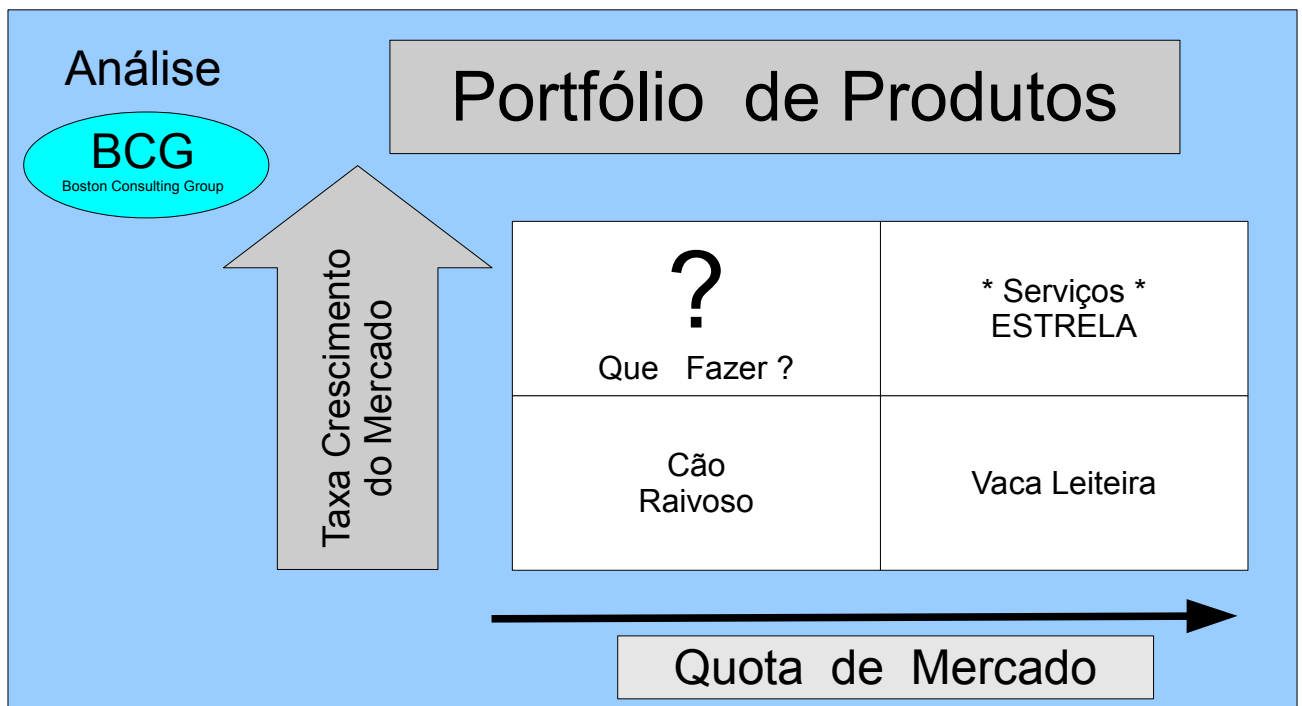 Análise
Portfólio de Produtos
BCG
Boston Consulting Group
Taxa Crescimento
do Mercado
?
Que Fazer ?
* Serviços *
ESTRELA
Cão
Raivoso
Vaca Leiteira
Quota de Mercado